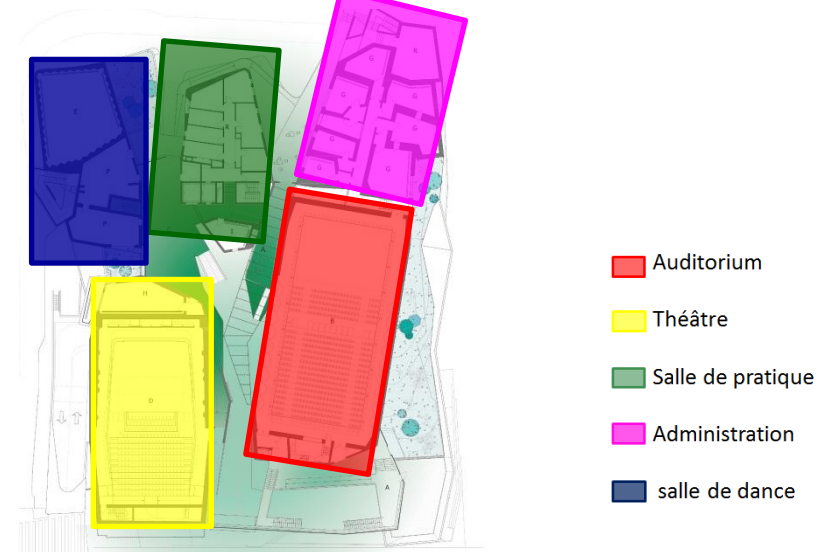 G
K
G
G
G
G
G
G
H
A
A
H
D
Auditorium
Théâtre
Salle de pratique
Administration
salle de dance